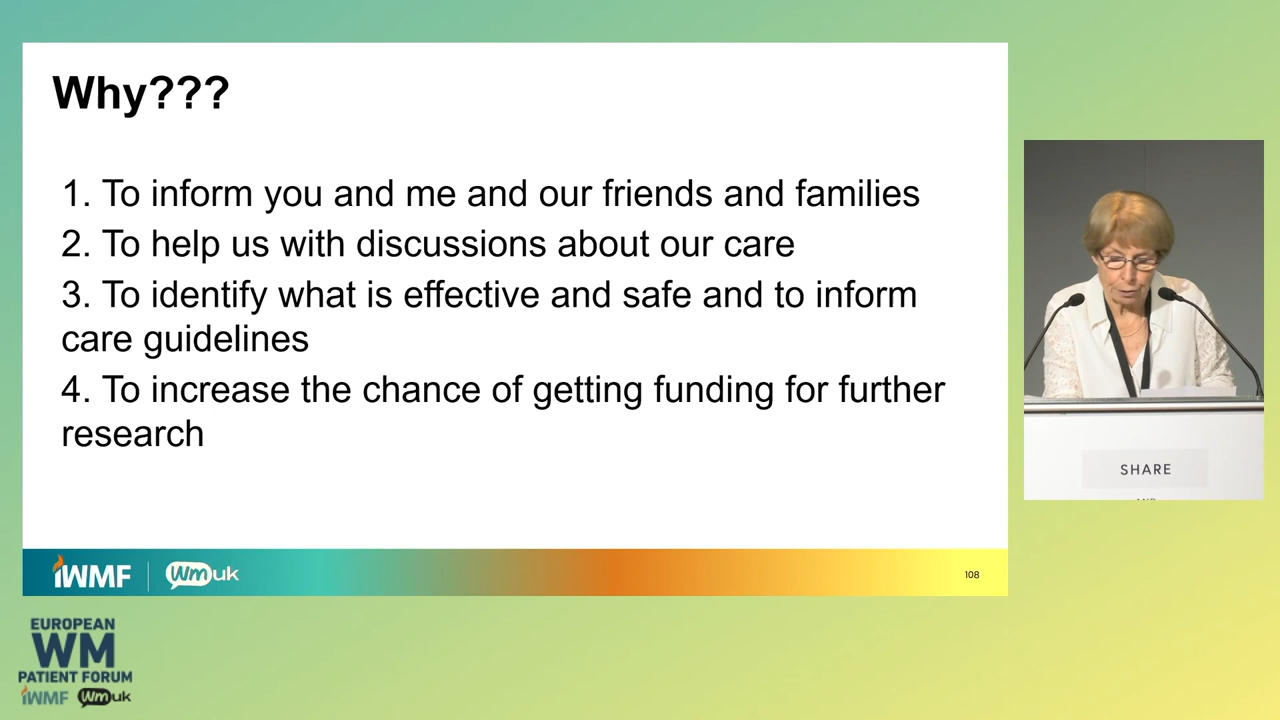 Why???
1. To inform you and me and our friends and families
2. To help us with discussions about our care
3. To identify what is effective and safe and to inform
care guidelines
4. To increase the chance of getting funding for further
research
iWMF
Wmuk
108
SHARE
EUROPEAN
WM
PATIENT FORUM
iWMF Wmuk